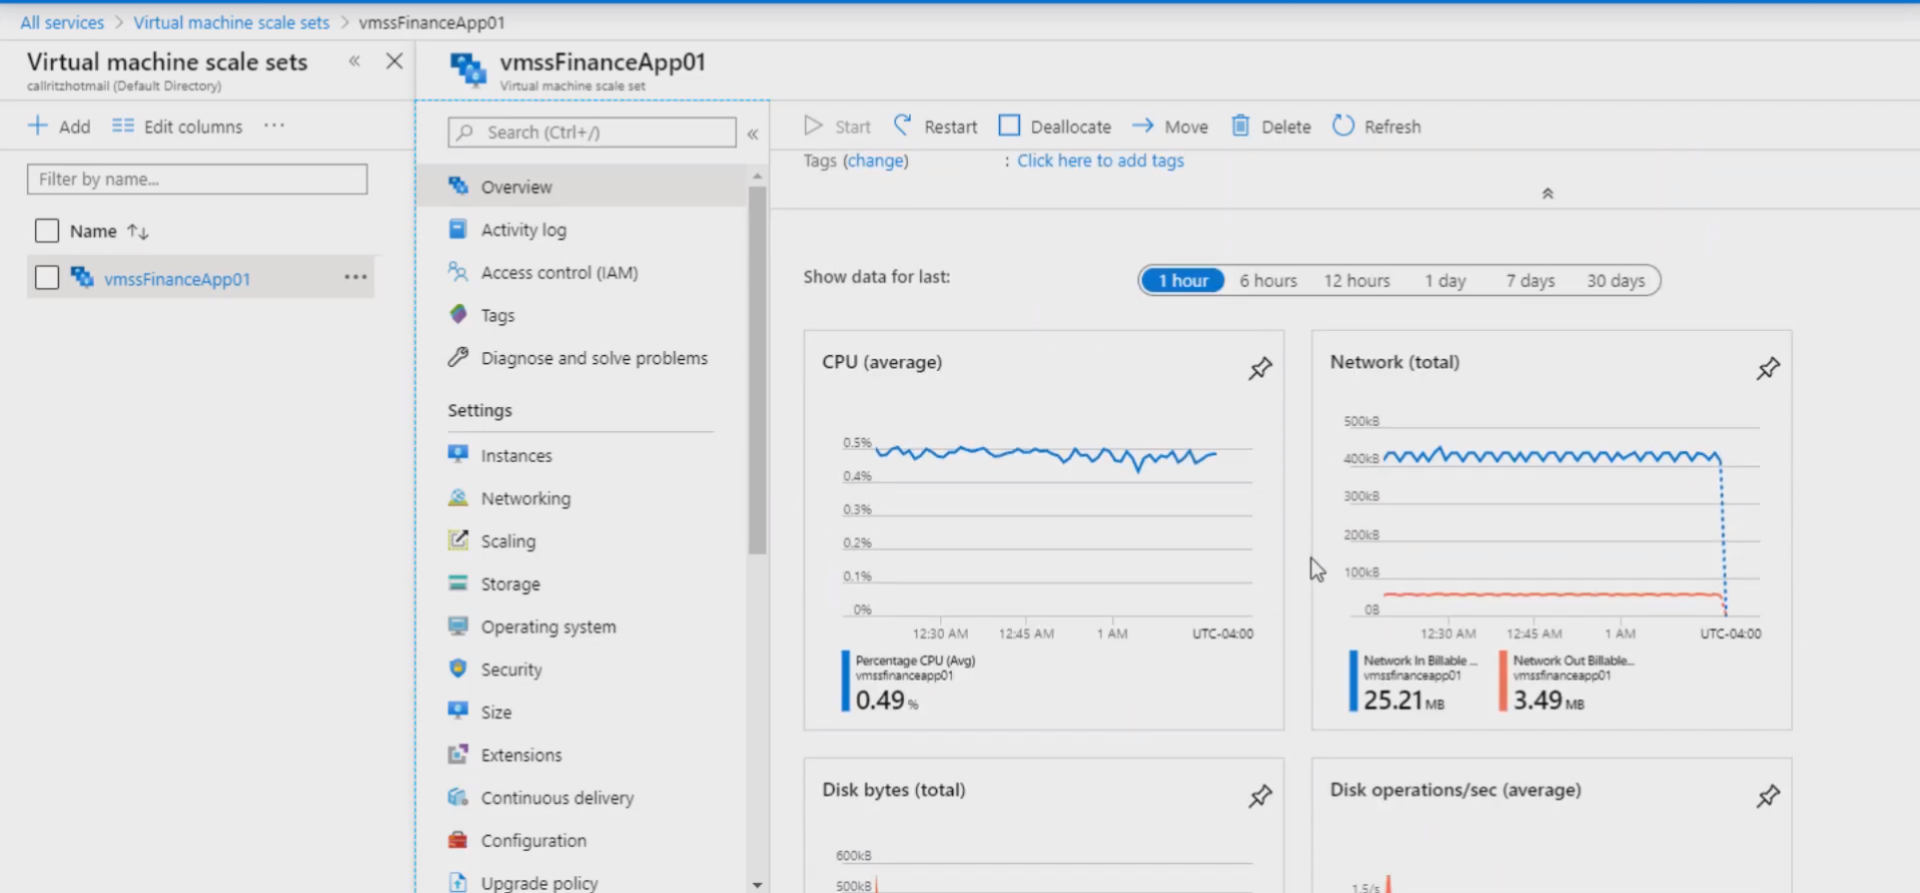 All services > Virtual machine scale sets > vmssFinanceApp01
Virtual machine scale sets
callritzhotmail (Default Directory)
Add Edit columns ...
Filter by name...
Name
vmssFinanceApp01 ...
vmssFinanceApp01
Virtual machine scale set
Search (Ctrl+/)
Overview
Activity log
Access control (IAM)
Tags
Diagnose and solve problems
Settings
Instances
Networking
Scaling
Storage
Operating system
Security
Size
Extensions
Continuous delivery
Configuration
Upgrade policy
Start Restart Deallocate Move Delete Refresh
Tags (change) : Click here to add tags
Show data for last: 1 hour 6 hours 12 hours 1 day 7 days 30 days
CPU (average)
0.5%
0.4%
0.3%
0.2%
0.1%
0%
12:30 AM 12:45 AM 1 AM UTC-04:00
Percentage CPU (Avg)
vmssfinanceapp01
0.49 %
Network (total)
500kB
400kB
300kB
200kB
100kB
0B
12:30 AM 12:45 AM 1 AM UTC-04:00
Network In Billable ...
vmssfinanceapp01
25.21 MB
Network Out Billable...
vmssfinanceapp01
3.49 MB
Disk bytes (total)
600kB
500kB
Disk operations/sec (average)
1.5/s